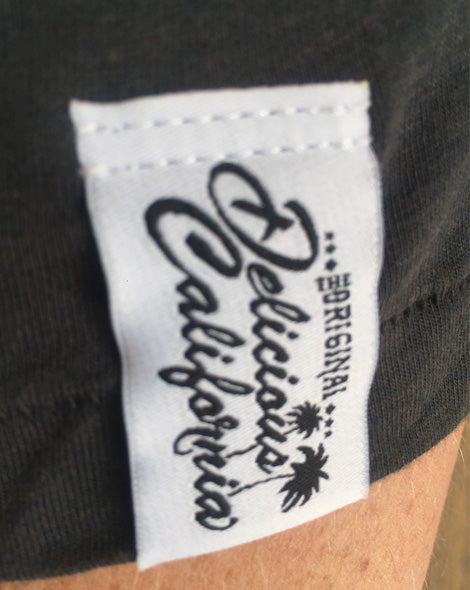 THE ORIGINAL
Delicious
California